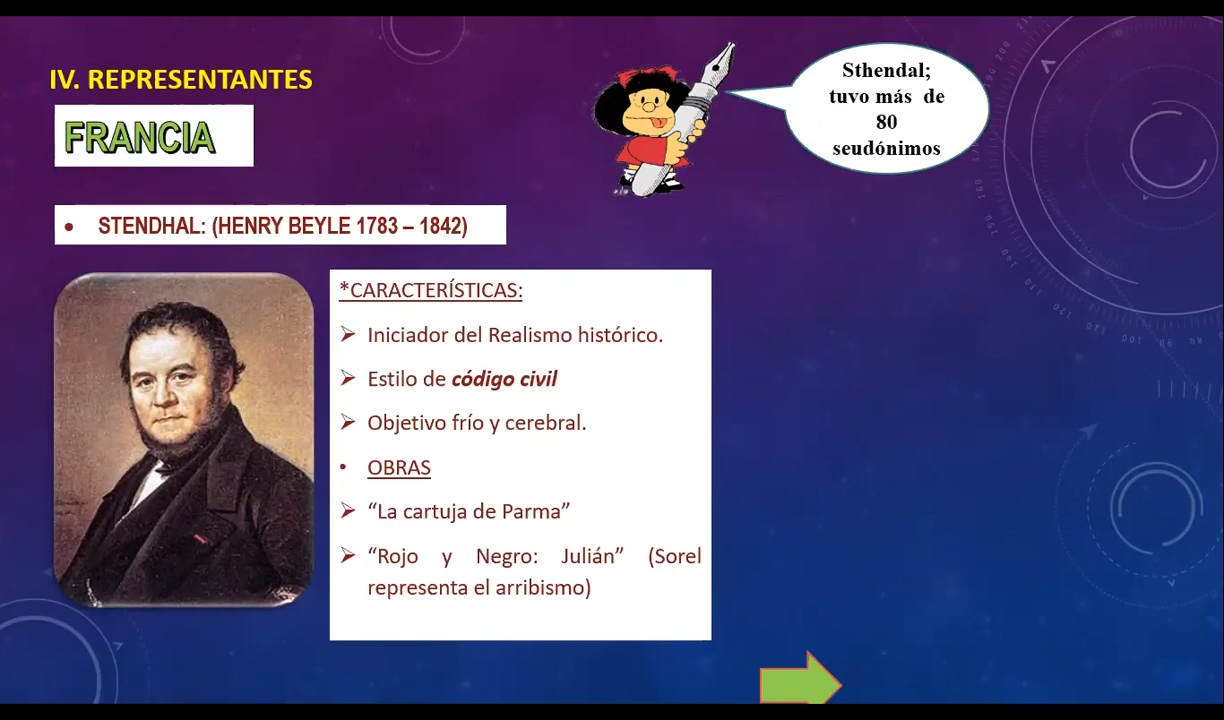 IV. REPRESENTANTES
FRANCIA
Sthendal;
tuvo más de
80
seudónimos
• STENDHAL: (HENRY BEYLE 1783 – 1842)
*CARACTERÍSTICAS:
➢ Iniciador del Realismo histórico.
➢ Estilo de código civil
➢ Objetivo frío y cerebral.
• OBRAS
➢ “La cartuja de Parma”
➢ “Rojo y Negro: Julián” (Sorel
representa el arribismo)